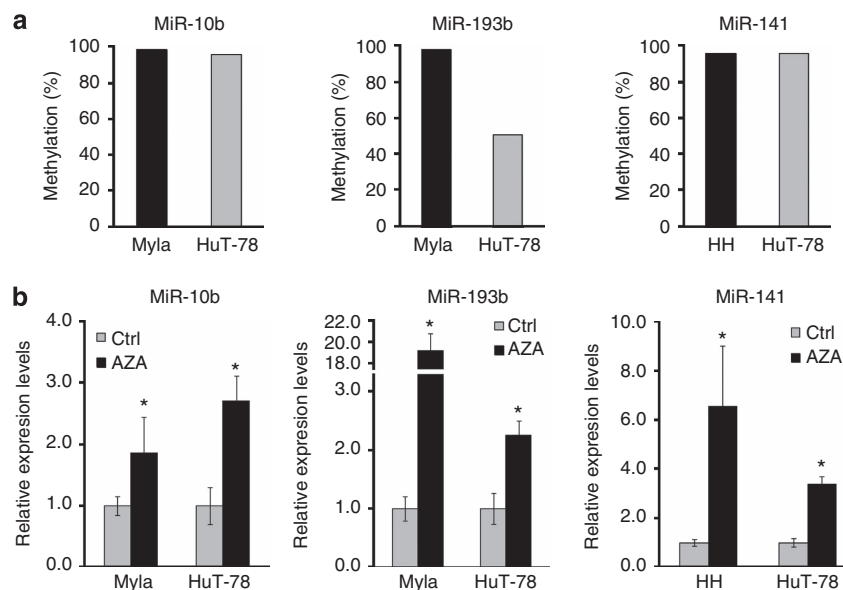 a
MiR-10b
MiR-193b
MiR-141
Methylation (%)
100
80
60
40
20
0
Myla
HuT-78
Methylation (%)
100
80
60
40
20
0
Myla
HuT-78
Methylation (%)
100
80
60
40
20
0
HH
HuT-78
b
MiR-10b
MiR-193b
MiR-141
Relative expression levels
4.0
3.0
2.0
1.0
0.0
Ctrl
AZA
*
*
Myla
HuT-78
Relative expression levels
22.0
20.0
18.0
3.0
2.0
1.0
0.0
Ctrl
AZA
*
*
Myla
HuT-78
Relative expression levels
10.0
8.0
6.0
4.0
2.0
0.0
Ctrl
AZA
*
*
HH
HuT-78